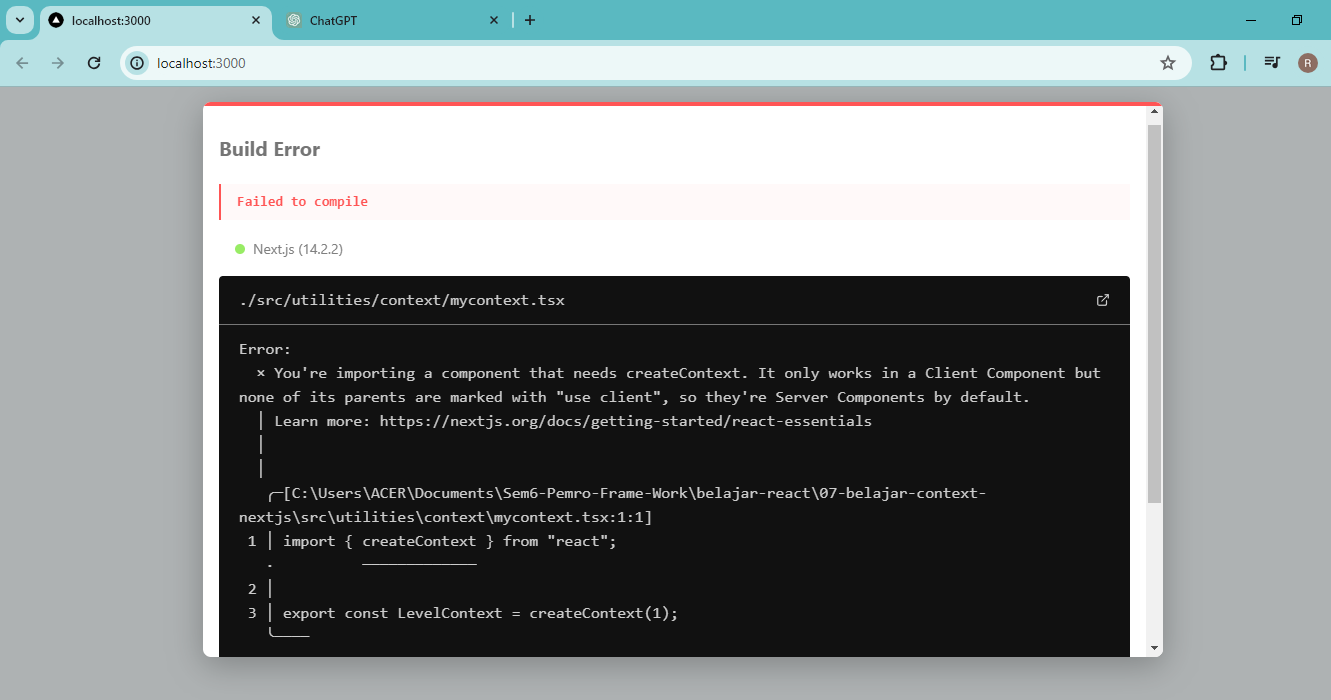 localhost:3000
ChatGPT
localhost:3000
R
Build Error
Failed to compile
Next.js (14.2.2)
./src/utilities/context/mycontext.tsx
Error:
× You're importing a component that needs createContext. It only works in a Client Component but
none of its parents are marked with "use client", so they're Server Components by default.
│ Learn more: https://nextjs.org/docs/getting-started/react-essentials
│
│
╭─[C:\Users\ACER\Documents\Sem6-Pemro-Frame-Work\belajar-react\07-belajar-context-
nextjs\src\utilities\context\mycontext.tsx:1:1]
1 │ import { createContext } from "react";
· ─────────────
2 │
3 │ export const LevelContext = createContext(1);
╰────